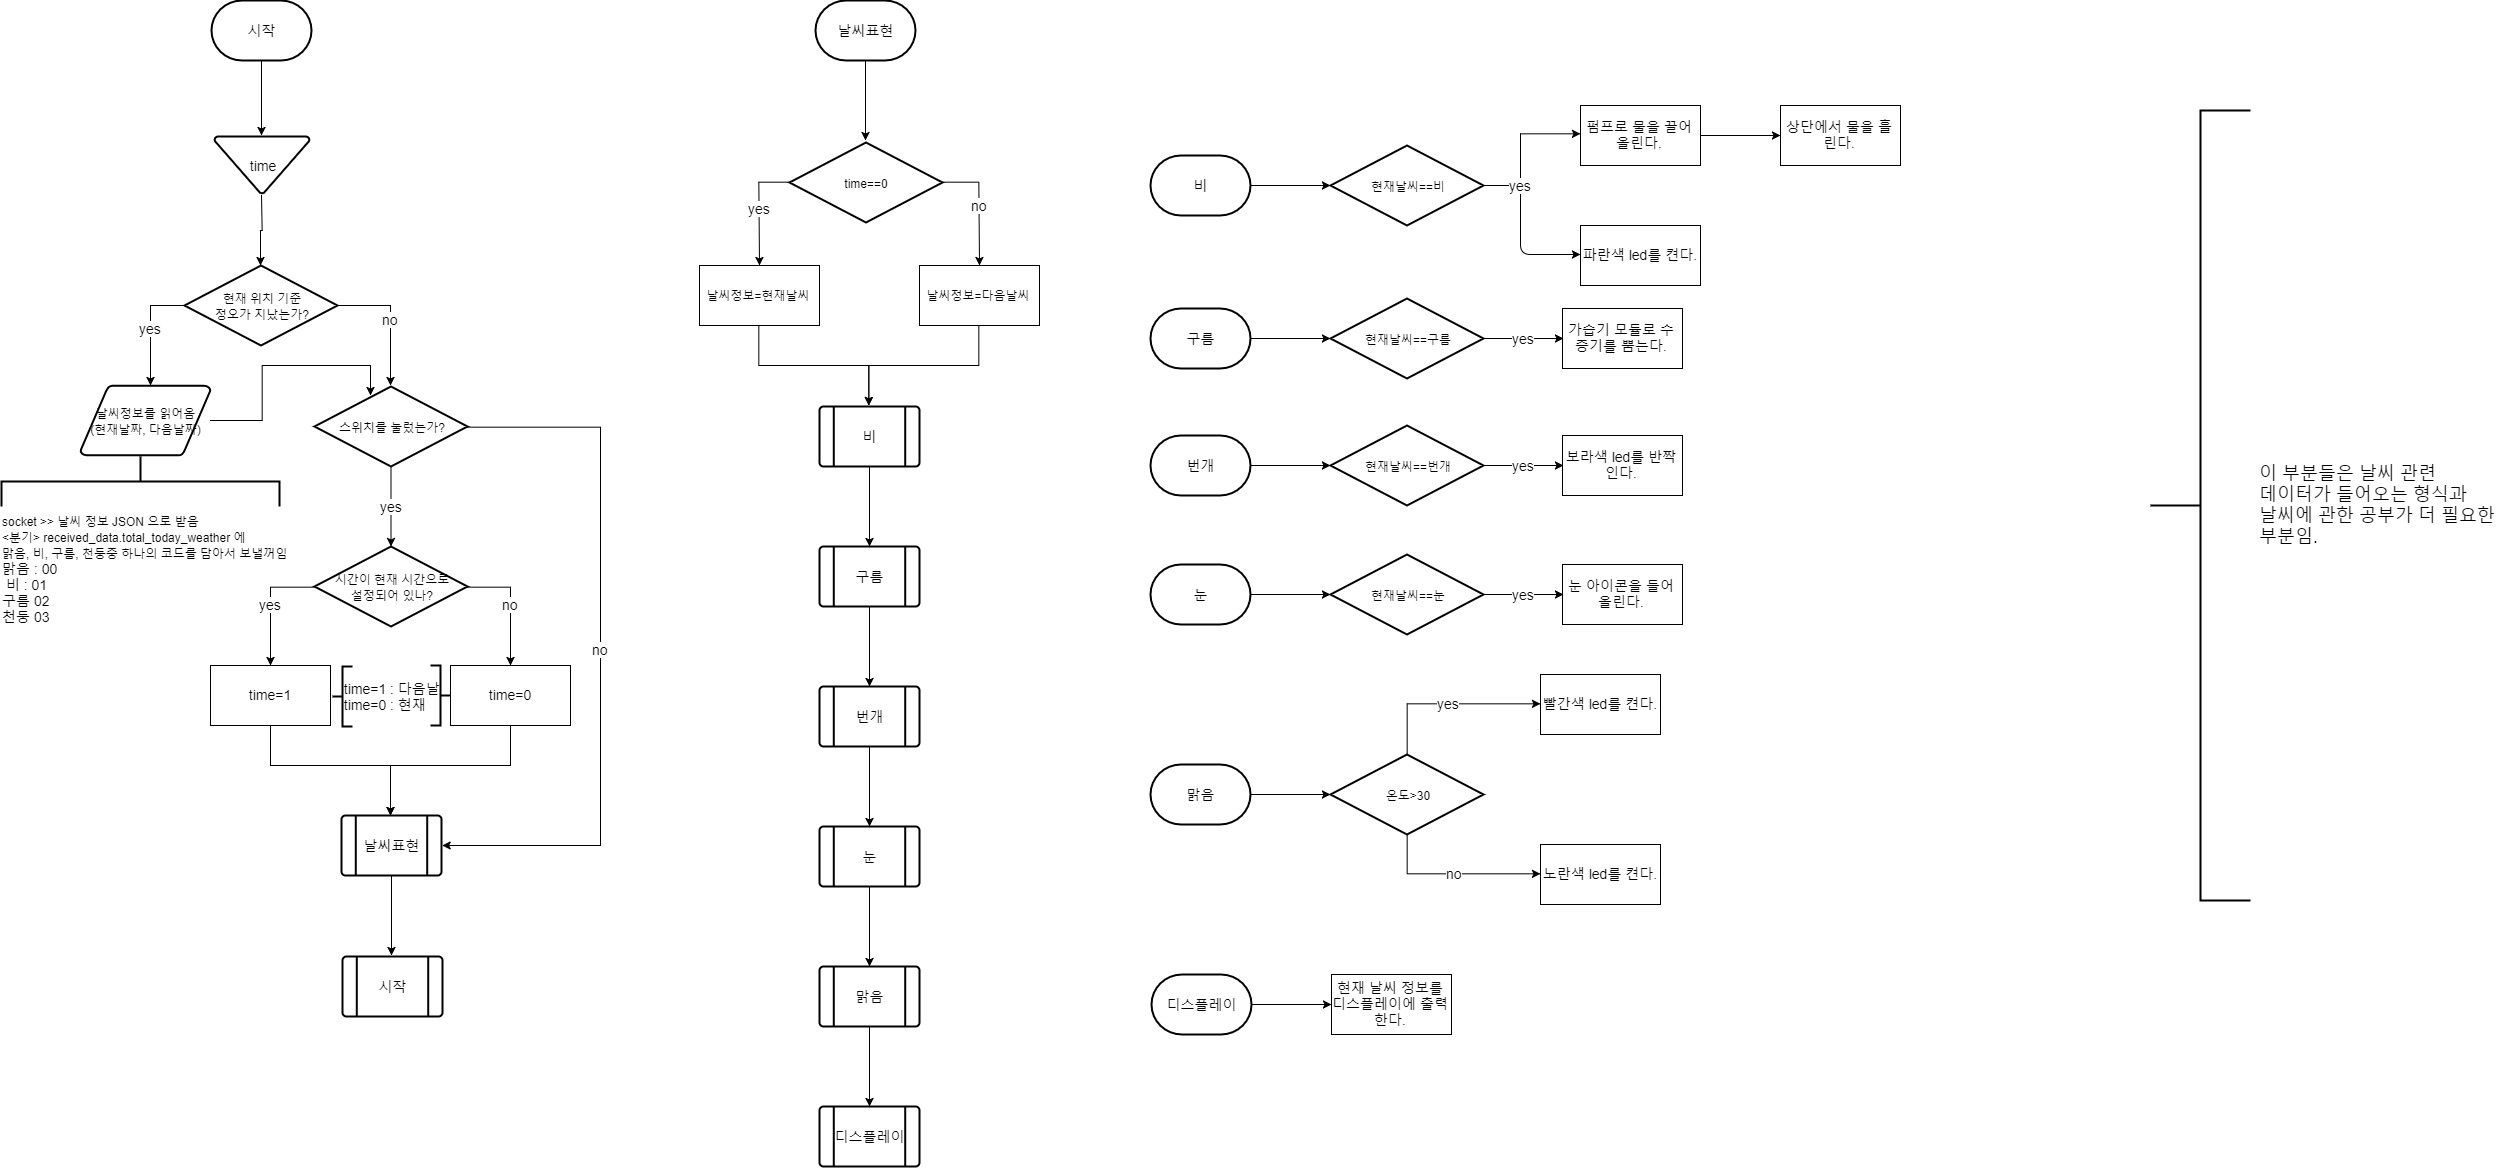 시작
time
현재 위치 기준
정오가 지났는가?
yes
no
날씨정보를 읽어옴
(현재날짜, 다음날짜)
스위치를 눌렀는가?
socket >> 날씨 정보 JSON 으로 받음
<분기> received_data.total_today_weather 에
맑음, 비, 구름, 천둥중 하나의 코드를 담아서 보낼꺼임
맑음 : 00
비 : 01
구름 02
천둥 03
yes
no
시간이 현재 시간으로
설정되어 있나?
yes
no
time=1
time=1 : 다음날
time=0 : 현재
time=0
날씨표현
시작
날씨표현
time==0
yes
no
날씨정보=현재날씨
날씨정보=다음날씨
비
구름
번개
눈
맑음
디스플레이
비
현재날씨==비
yes
펌프로 물을 끌어
올린다.
상단에서 물을 흘
린다.
파란색 led를 켠다.
구름
현재날씨==구름
yes
가습기 모듈로 수
증기를 뿜는다.
번개
현재날씨==번개
yes
보라색 led를 반짝
인다.
눈
현재날씨==눈
yes
눈 아이콘을 들어
올린다.
맑음
온도>30
yes
빨간색 led를 켠다.
no
노란색 led를 켠다.
디스플레이
현재 날씨 정보를
디스플레이에 출력
한다.
이 부분들은 날씨 관련
데이터가 들어오는 형식과
날씨에 관한 공부가 더 필요한
부분임.